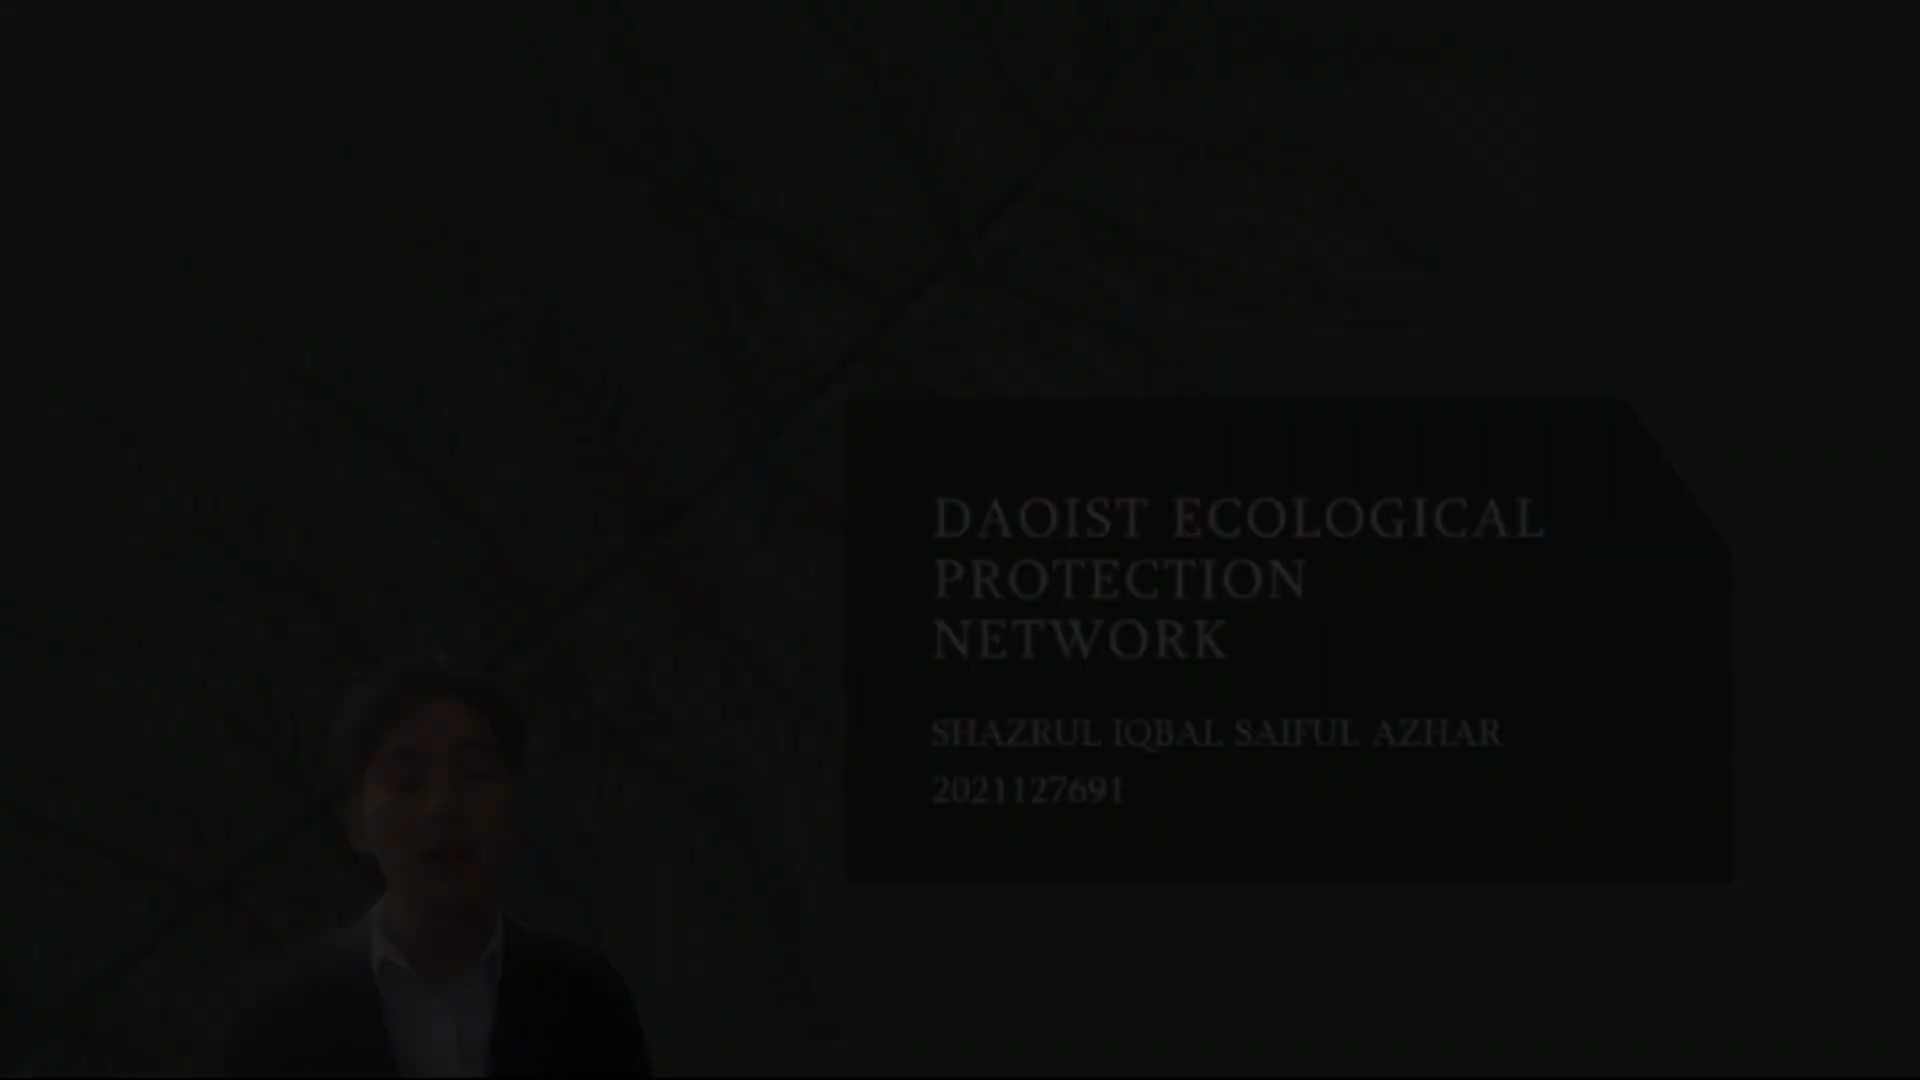 DAOIST ECOLOGICAL
PROTECTION
NETWORK
SHAZRUL IQBAL SAIFUL AZHAR
2021127691